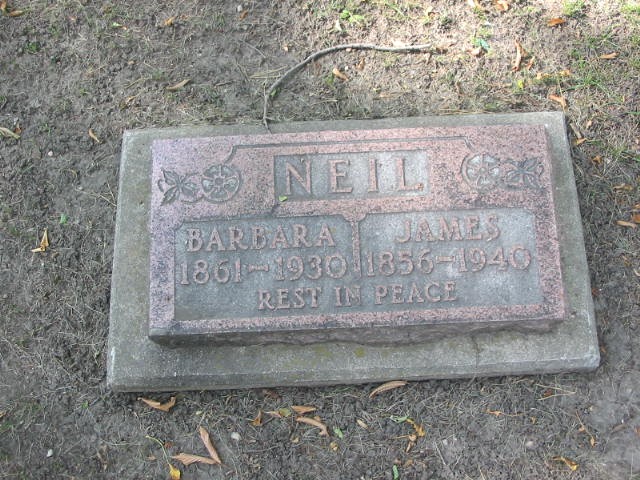 NEIL
BARBARA JAMES
1861-1930 1856-1940
REST IN PEACE